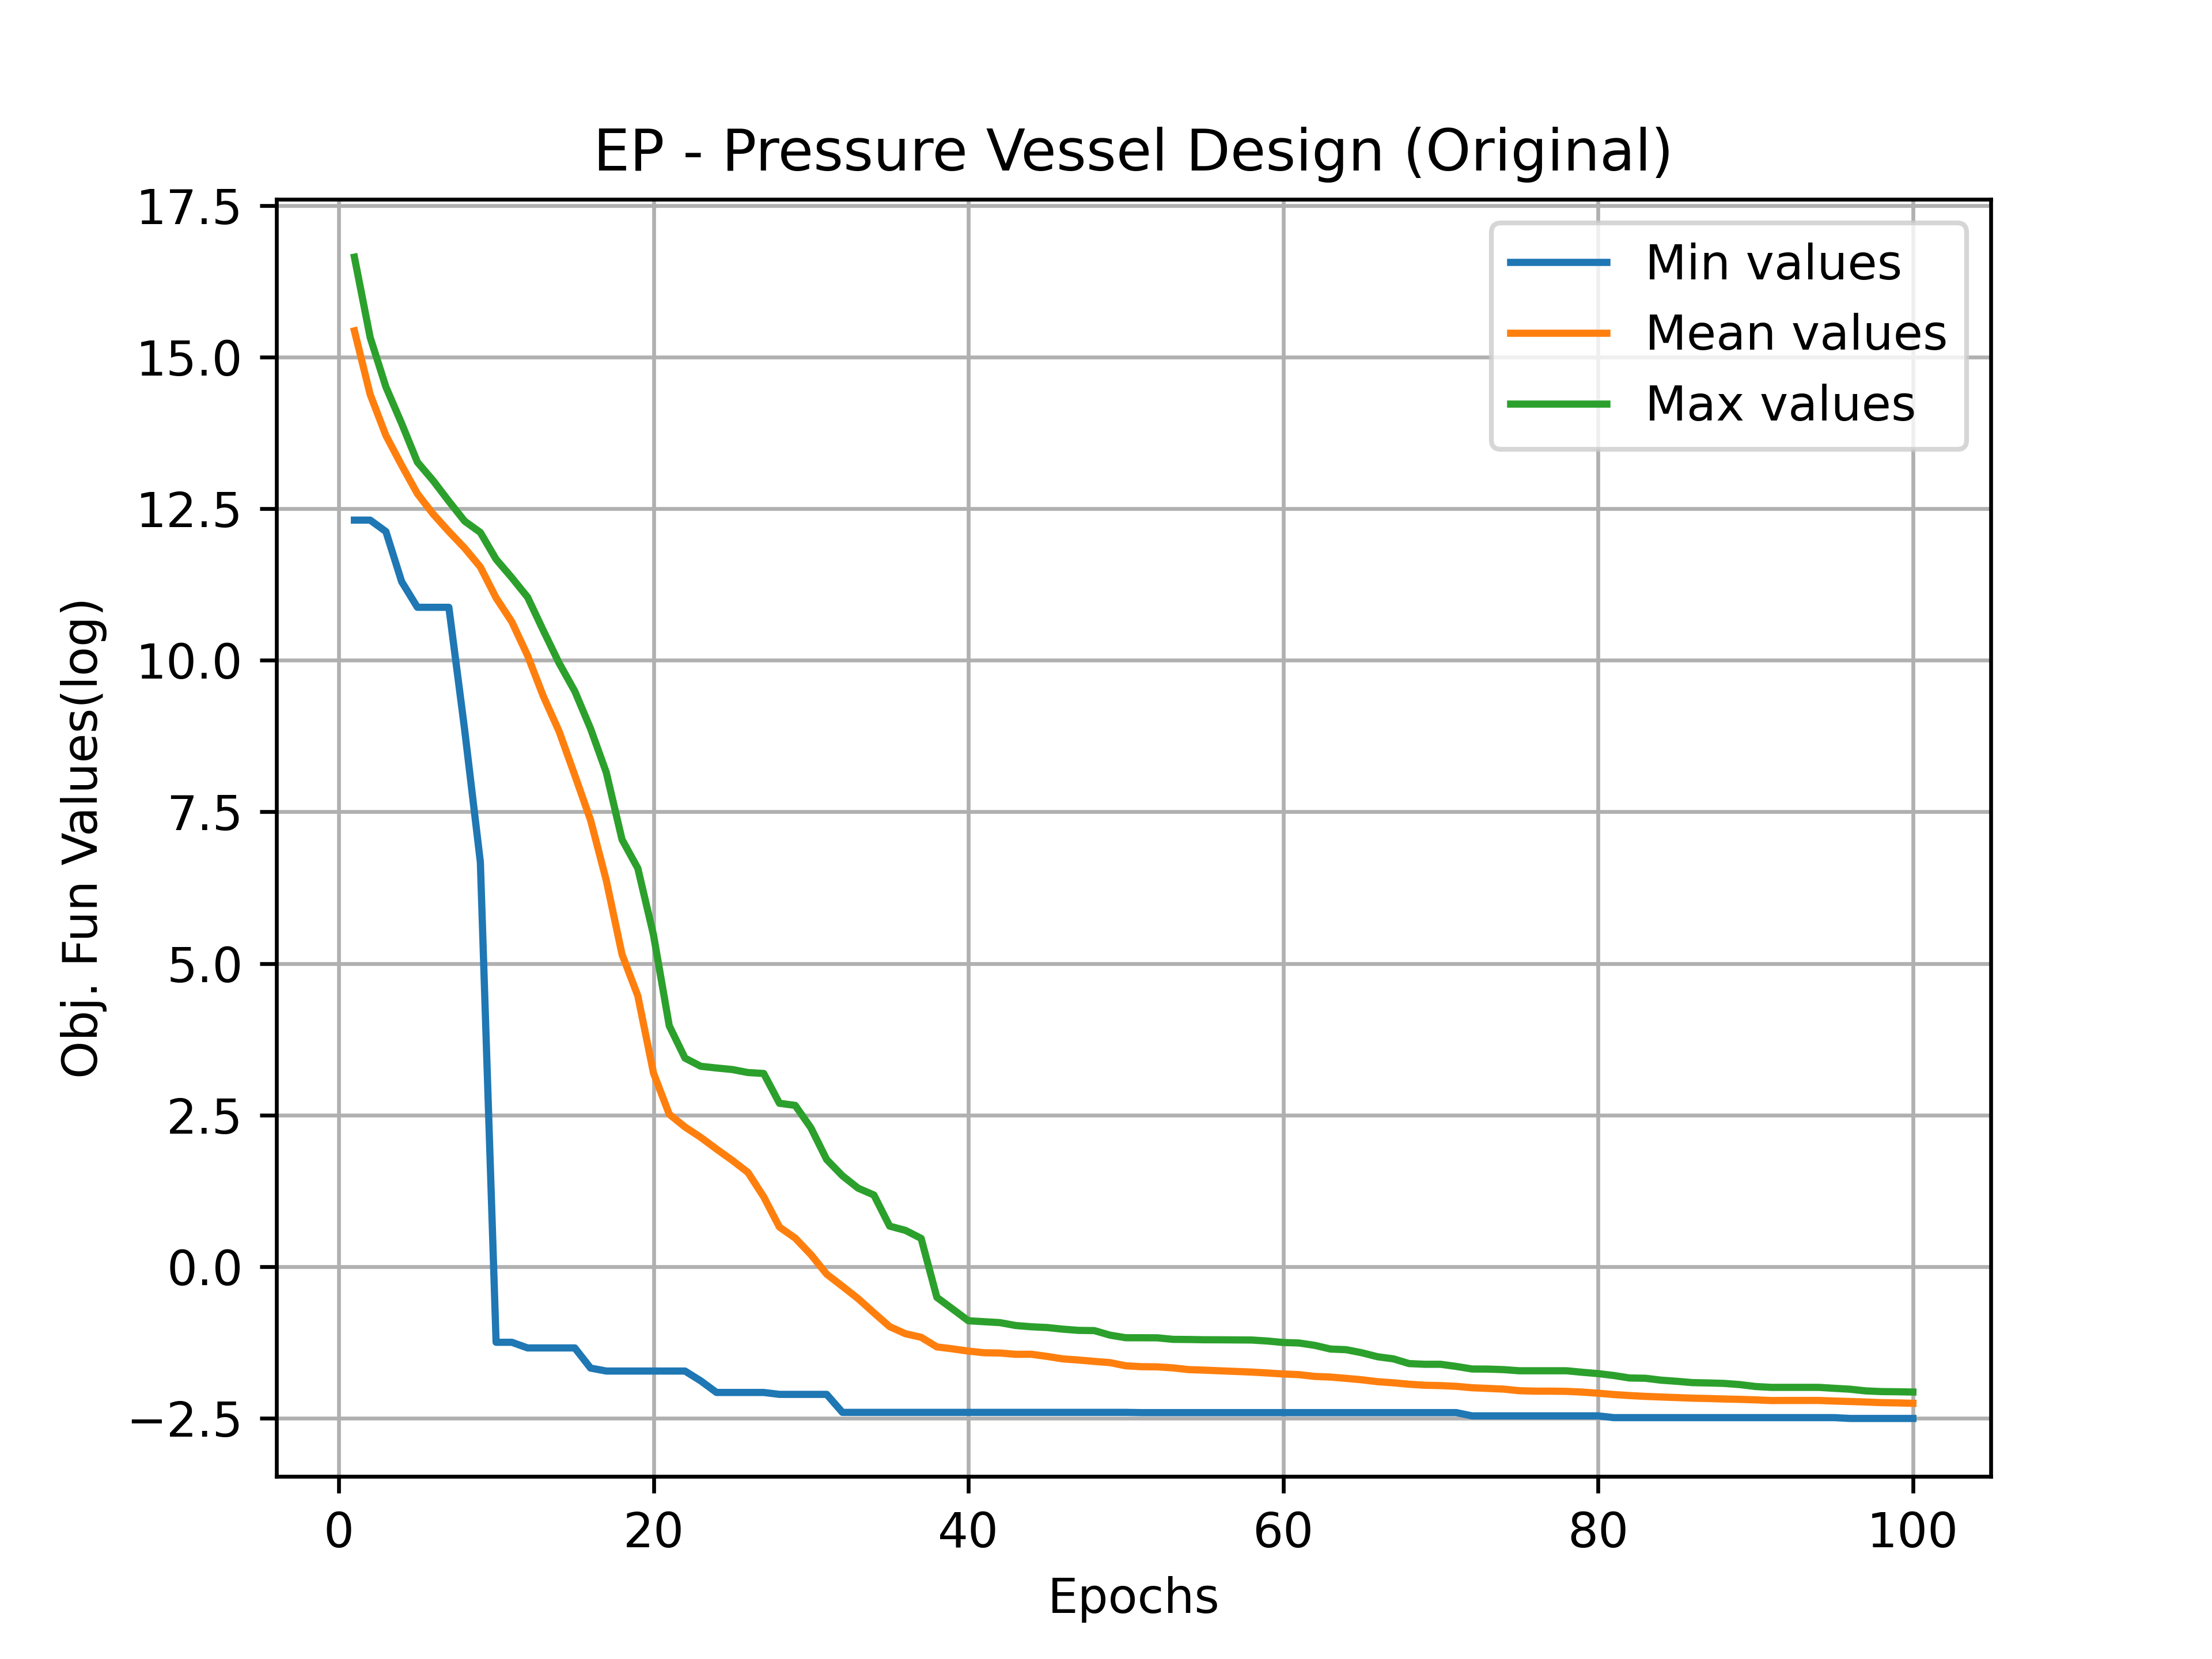 EP - Pressure Vessel Design (Original)
17.5
15.0
12.5
10.0
7.5
5.0
2.5
0.0
−2.5
Obj. Fun Values(log)
Min values
Mean values
Max values
0 20 40 60 80 100
Epochs